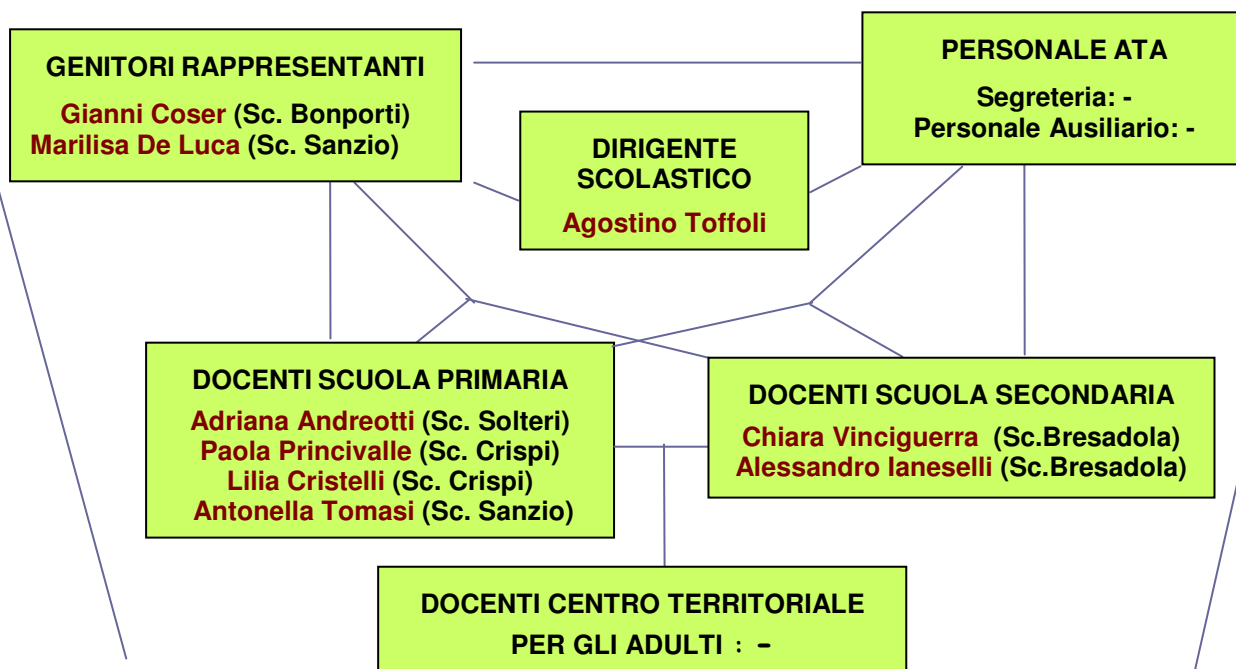 GENITORI RAPPRESENTANTI
Gianni Coser (Sc. Bonporti)
Marilisa De Luca (Sc. Sanzio)
PERSONALE ATA
Segreteria: -
Personale Ausiliario: -
DIRIGENTE
SCOLASTICO
Agostino Toffoli
DOCENTI SCUOLA PRIMARIA
Adriana Andreotti (Sc. Solteri)
Paola Princivalle (Sc. Crispi)
Lilia Cristelli (Sc. Crispi)
Antonella Tomasi (Sc. Sanzio)
DOCENTI SCUOLA SECONDARIA
Chiara Vinciguerra (Sc.Bresadola)
Alessandro Ianeselli (Sc.Bresadola)
DOCENTI CENTRO TERRITORIALE
PER GLI ADULTI : -